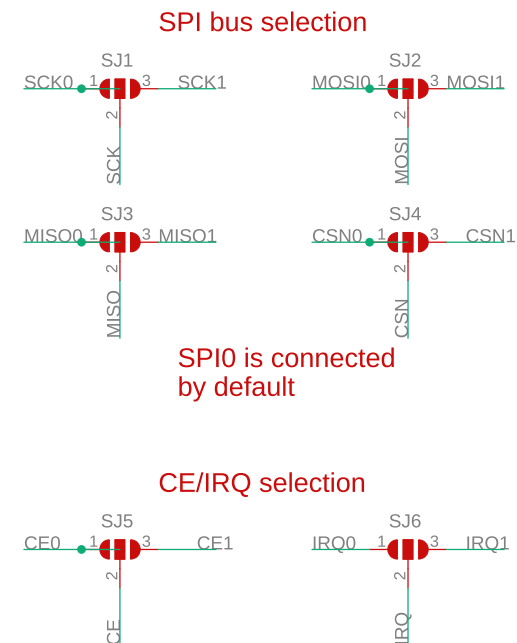 SPI bus selection
SJ1
SCK0 1 3 SCK1
2
SCK
SJ2
MOSI0 1 3 MOSI1
2
MOSI
SJ3
MISO0 1 3 MISO1
2
MISO
SJ4
CSN0 1 3 CSN1
2
CSN
SPI0 is connected
by default
CE/IRQ selection
SJ5
CE0 1 3 CE1
2
CE
SJ6
IRQ0 1 3 IRQ1
2
IRQ